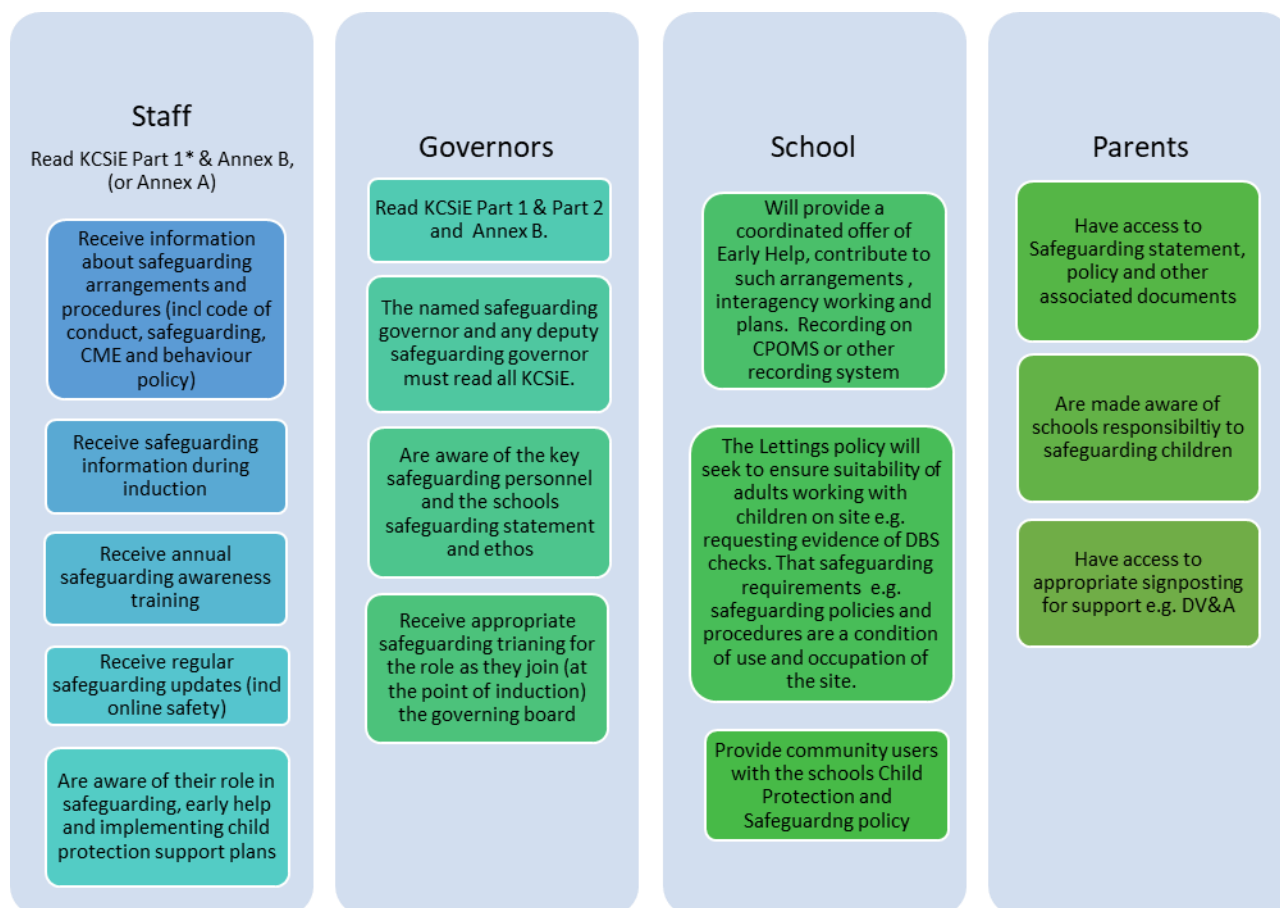 Staff
Read KCSiE Part 1* & Annex B,
(or Annex A)
Receive information
about safeguarding
arrangements and
procedures (incl code of
conduct, safeguarding,
CME and behaviour
policy)
Receive safeguarding
information during
induction
Receive annual
safeguarding awareness
training
Receive regular
safeguarding updates (incl
online safety)
Are aware of their role in
safeguarding, early help
and implementing child
protection support plans
Governors
Read KCSiE Part 1 & Part 2
and Annex B.
The named safeguarding
governor and any deputy
safeguarding governor
must read all KCSiE.
Are aware of the key
safeguarding personnel
and the schools
safeguarding statement
and ethos
Receive appropriate
safeguarding trianing for
the role as they join (at
the point of induction)
the governing board
School
Will provide a
coordinated offer of
Early Help, contribute to
such arrangements ,
interagency working and
plans. Recording on
CPOMS or other
recording system
The Lettings policy will
seek to ensure suitability of
adults working with
children on site e.g.
requesting evidence of DBS
checks. That safeguarding
requirements e.g.
safeguarding policies and
procedures are a condition
of use and occupation of
the site.
Provide community users
with the schools Child
Protection and
Safeguardng policy
Parents
Have access to
Safeguarding statement,
policy and other
associated documents
Are made aware of
schools responsibiltiy to
safeguarding children
Have access to
appropriate signposting
for support e.g. DV&A